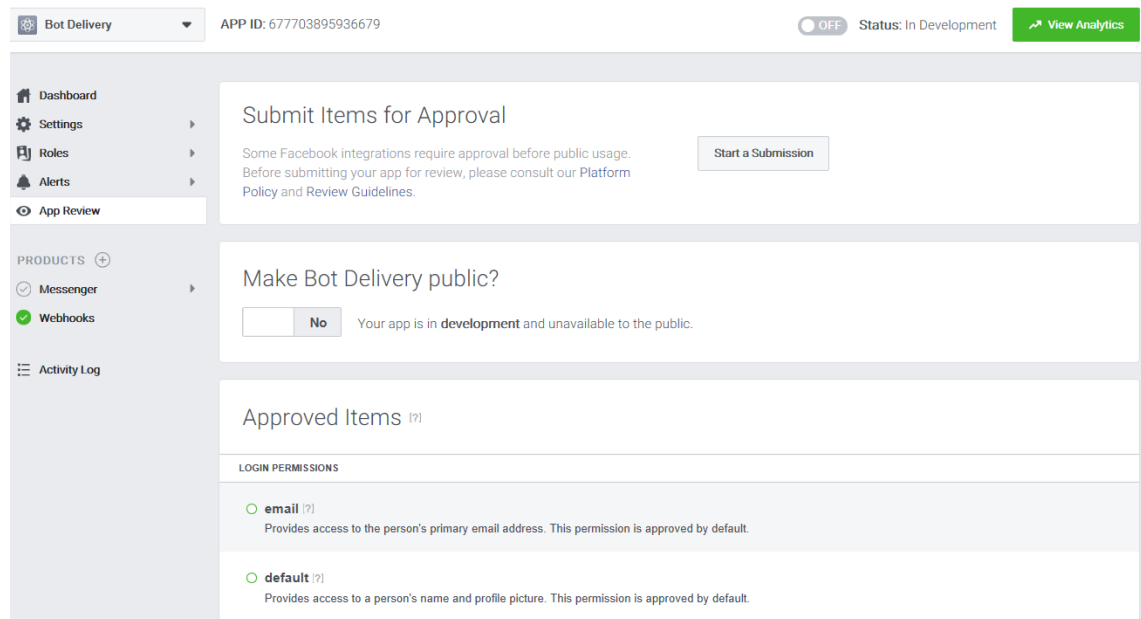 Bot Delivery
APP ID: 677703895936679
OFF
Status: In Development
View Analytics
Dashboard
Settings
Roles
Alerts
App Review
PRODUCTS
Messenger
Webhooks
Activity Log
Submit Items for Approval
Some Facebook integrations require approval before public usage.
Before submitting your app for review, please consult our Platform
Policy and Review Guidelines.
Start a Submission
Make Bot Delivery public?
No
Your app is in development and unavailable to the public.
Approved Items [?]
LOGIN PERMISSIONS
email [?]
Provides access to the person's primary email address. This permission is approved by default.
default [?]
Provides access to a person's name and profile picture. This permission is approved by default.